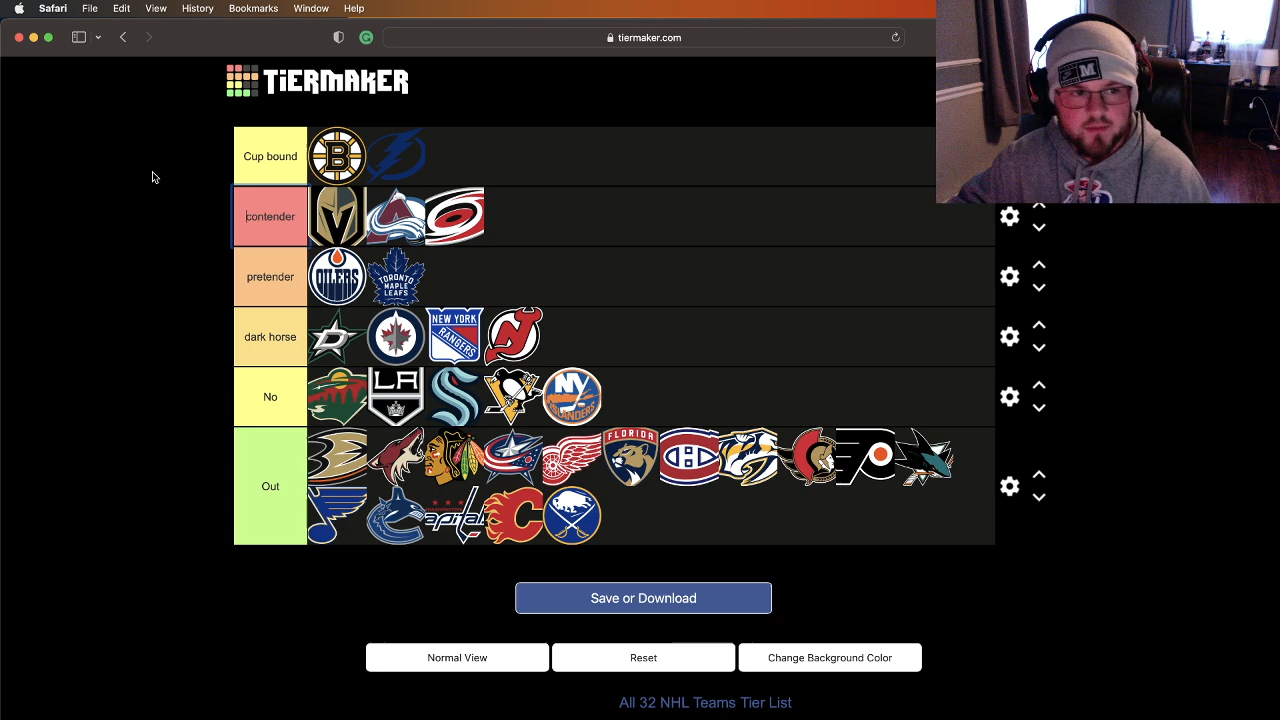 Safari File Edit View History Bookmarks Window Help
tiermaker.com
TiERMAKER
Cup bound
B
contender
pretender
OILERS
TORONTO
MAPLE
LEAFS
dark horse
D
NEW YORK
RANGERS
NJ
No
LA
NY
ISLANDERS
Out
FLORIDA
CH
capitals
C
Save or Download
Normal View
Reset
Change Background Color
All 32 NHL Teams Tier List
M